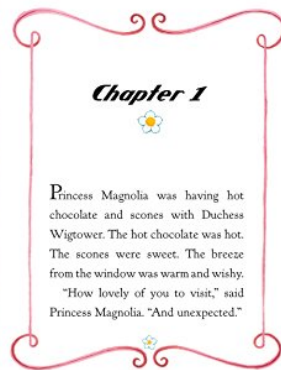 Chapter 1
Princess Magnolia was having hot
chocolate and scones with Duchess
Wigtower. The hot chocolate was hot.
The scones were sweet. The breeze
from the window was warm and wishy.
“How lovely of you to visit,” said
Princess Magnolia. “And unexpected.”